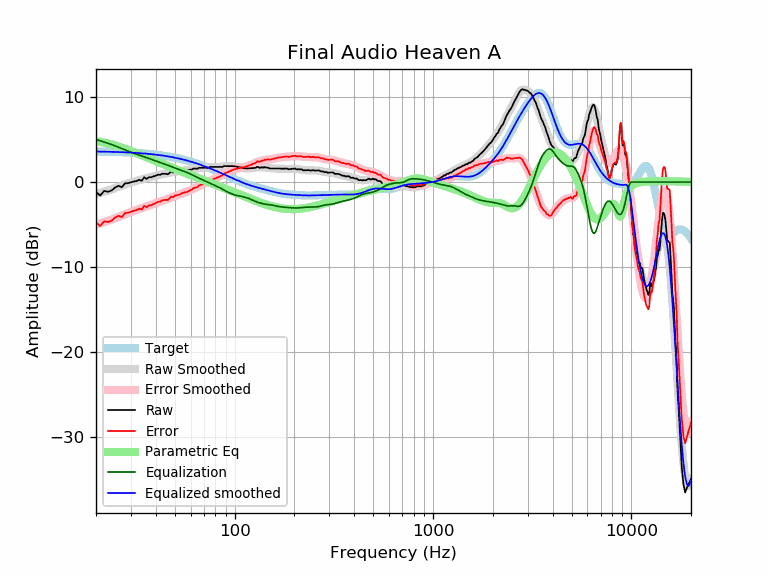 Final Audio Heaven A
Amplitude (dBr)
10
0
−10
−20
−30
Target
Raw Smoothed
Error Smoothed
Raw
Error
Parametric Eq
Equalization
Equalized smoothed
100
1000
10000
Frequency (Hz)